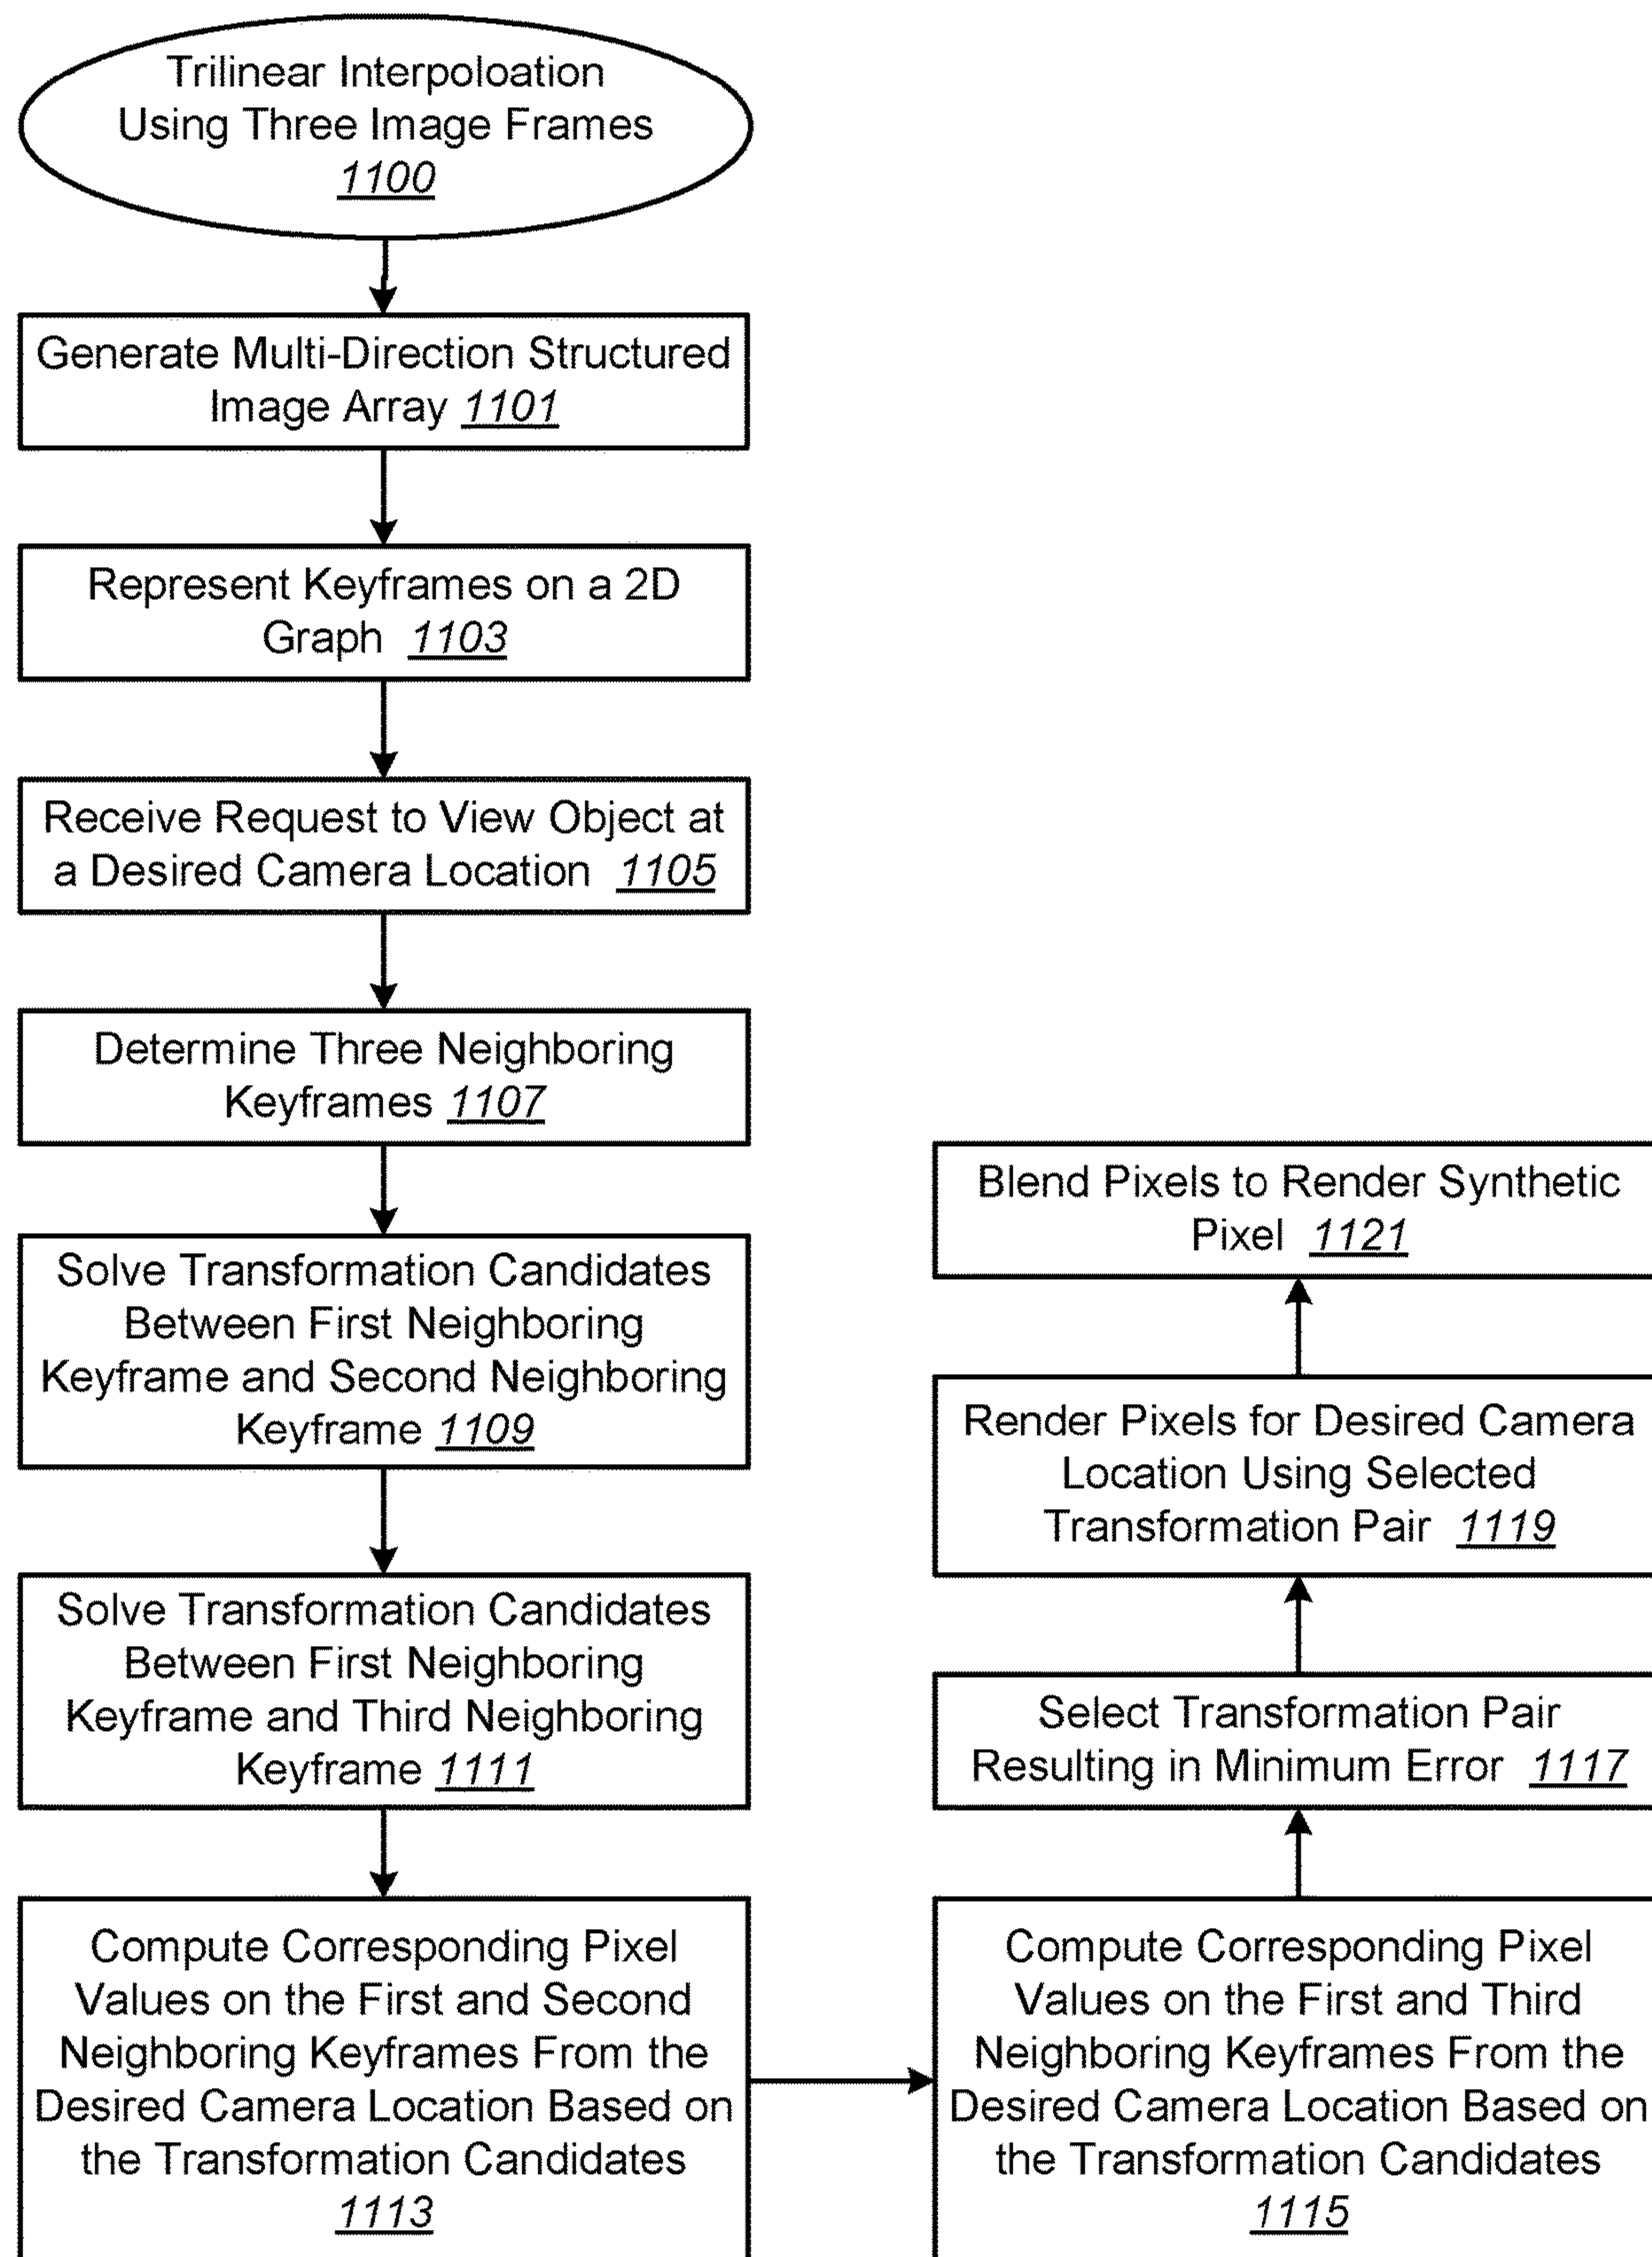 Trilinear Interpoloation
Using Three Image Frames
1100
Generate Multi-Direction Structured
Image Array 1101
Represent Keyframes on a 2D
Graph 1103
Receive Request to View Object at
a Desired Camera Location 1105
Determine Three Neighboring
Keyframes 1107
Solve Transformation Candidates
Between First Neighboring
Keyframe and Second Neighboring
Keyframe 1109
Solve Transformation Candidates
Between First Neighboring
Keyframe and Third Neighboring
Keyframe 1111
Compute Corresponding Pixel
Values on the First and Second
Neighboring Keyframes From the
Desired Camera Location Based on
the Transformation Candidates
1113
Compute Corresponding Pixel
Values on the First and Third
Neighboring Keyframes From the
Desired Camera Location Based on
the Transformation Candidates
1115
Select Transformation Pair
Resulting in Minimum Error 1117
Render Pixels for Desired Camera
Location Using Selected
Transformation Pair 1119
Blend Pixels to Render Synthetic
Pixel 1121